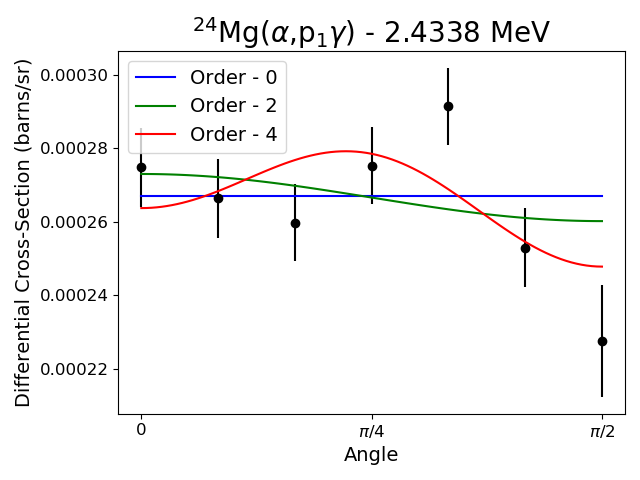 ²⁴Mg(α,p₁γ) - 2.4338 MeV
Differential Cross-Section (barns/sr)
0.00030
0.00028
0.00026
0.00024
0.00022
Order - 0
Order - 2
Order - 4
0
π/4
π/2
Angle